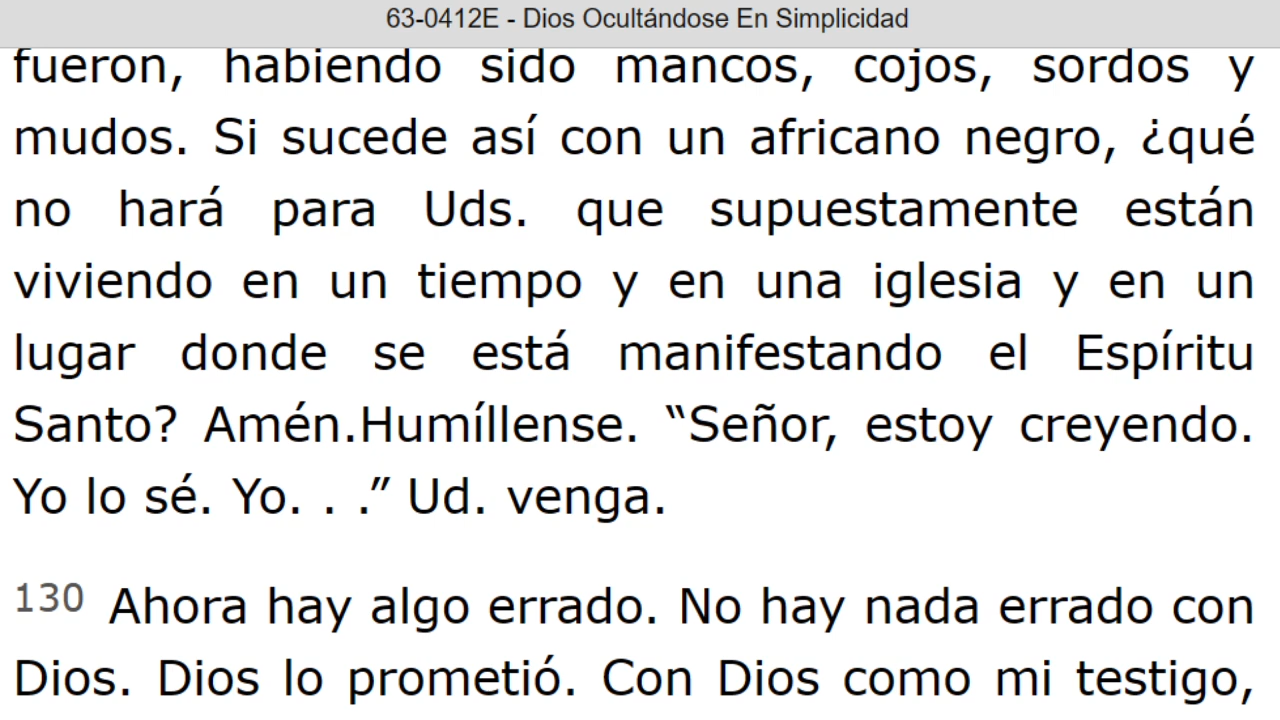 63-0412E - Dios Ocultándose En Simplicidad
fueron, habiendo sido mancos, cojos, sordos y
mudos. Si sucede así con un africano negro, ¿qué
no hará para Uds. que supuestamente están
viviendo en un tiempo y en una iglesia y en un
lugar donde se está manifestando el Espíritu
Santo? Amén.Humíllense. “Señor, estoy creyendo.
Yo lo sé. Yo. . .” Ud. venga.
130 Ahora hay algo errado. No hay nada errado con
Dios. Dios lo prometió. Con Dios como mi testigo,